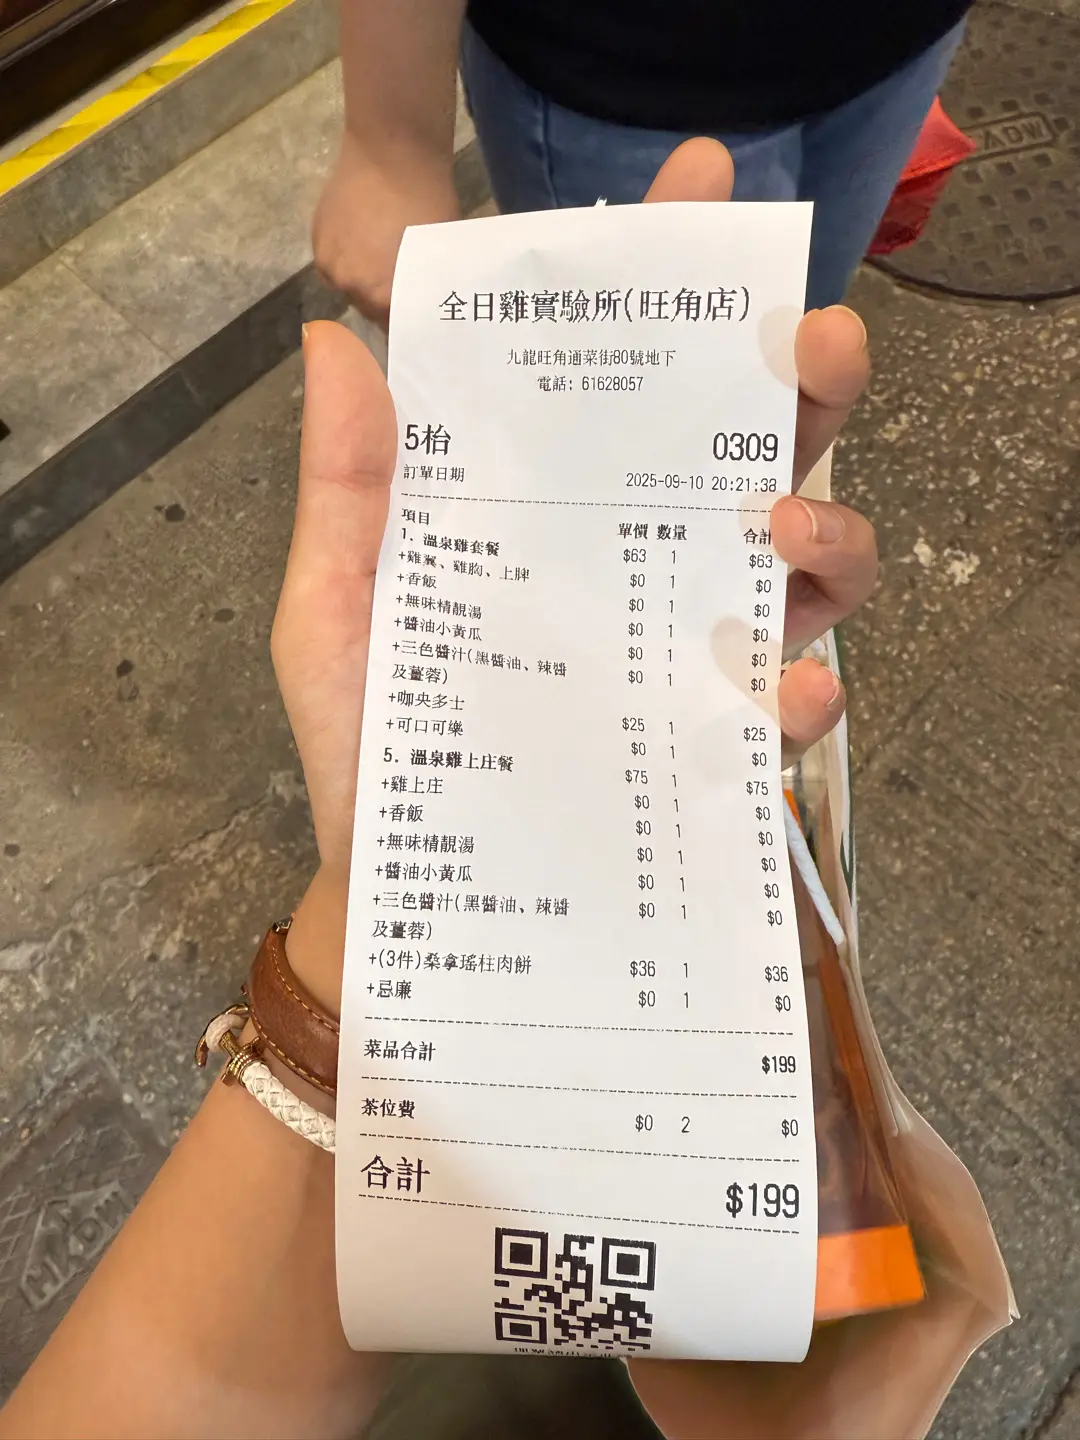 全日雞實驗所(旺角店)
九龍旺角通菜街80號地下
電話: 61628057
5枱 0309
訂單日期 2025-09-10 20:21:38
項目 單價 數量 合計
1. 溫泉雞套餐 $63 1 $63
+雞翼、雞胸、上脾 $0 1 $0
+香飯 $0 1 $0
+無味精靚湯 $0 1 $0
+醬油小黃瓜 $0 1 $0
+三色醬汁(黑醬油、辣醬 $0 1 $0
及薑蓉)
+咖央多士 $25 1 $25
+可口可樂 $0 1 $0
5. 溫泉雞上庄餐 $75 1 $75
+雞上庄 $0 1 $0
+香飯 $0 1 $0
+無味精靚湯 $0 1 $0
+醬油小黃瓜 $0 1 $0
+三色醬汁(黑醬油、辣醬 $0 1 $0
及薑蓉)
+(3件)桑拿瑤柱肉餅 $36 1 $36
+忌廉 $0 1 $0
菜品合計 $199
茶位費 $0 2 $0
合計 $199